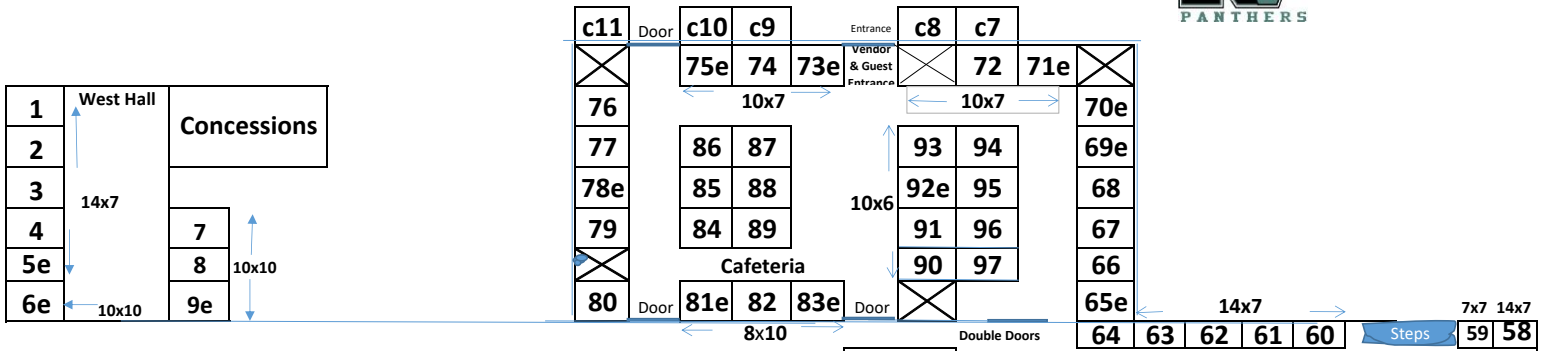 PANTHERS
c11 Door c10 c9 Entrance c8 c7
75e 74 73e Vendor & Guest Entrance 72 71e
10x7 10x7
1 West Hall Concessions 76 70e
2 77 86 87 93 94 69e
3 14x7 78e 85 88 10x6 92e 95 68
4 7 79 84 89 91 96 67
5e 8 10x10 Cafeteria 90 97 66
6e 10x10 9e 80 Door 81e 82 83e Door 65e 14x7 7x7 14x7
8x10 Double Doors 64 63 62 61 60 Steps 59 58